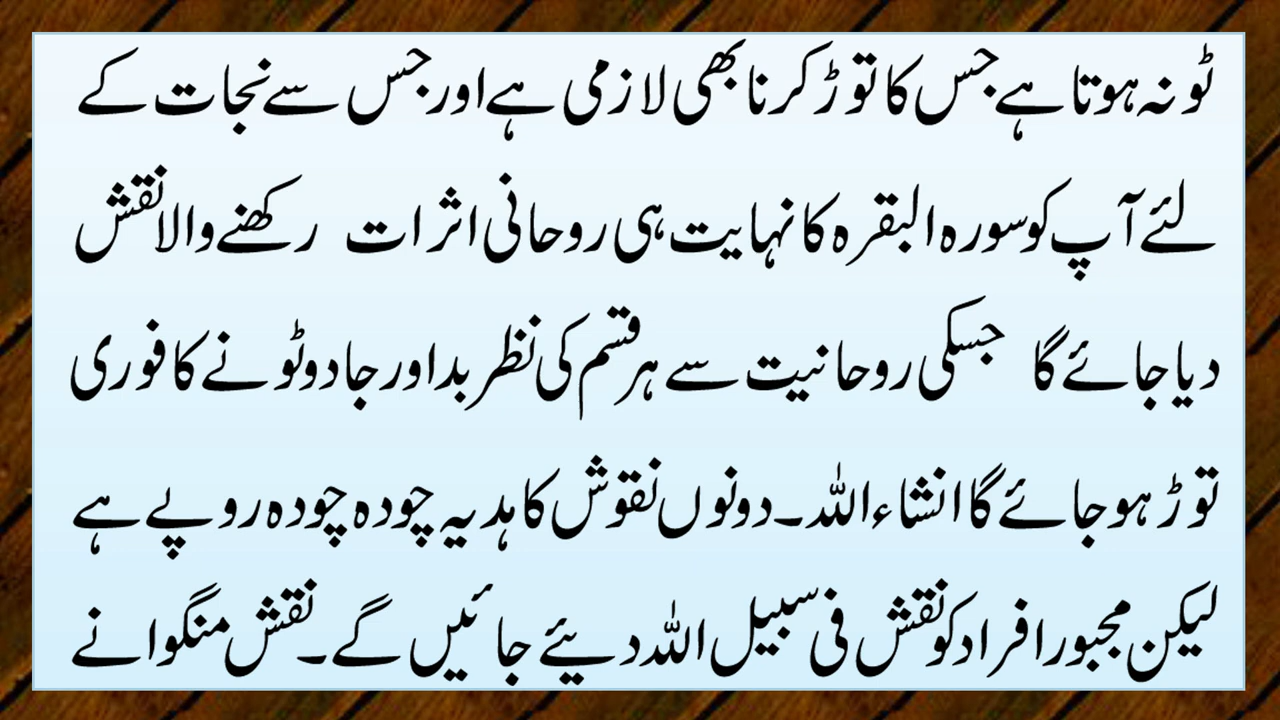 ٹونہ ہوتا ہے جس کا توڑ کرنا بھی لازمی ہے اور جس سے نجات کے
لئے آپ کو سورہ البقرہ کا نہایت ہی روحانی اثرات رکھنے والا نقش
دیا جائے گا جسکی روحانیت سے ہر قسم کی نظر بد اور جادو ٹونے کا فوری
توڑ ہو جائے گا انشاء اللہ۔ دونوں نقوش کا ہدیہ چودہ چودہ روپے ہے
لیکن مجبور افراد کو نقش فی سبیل اللہ دیئے جائیں گے۔ نقش منگوانے